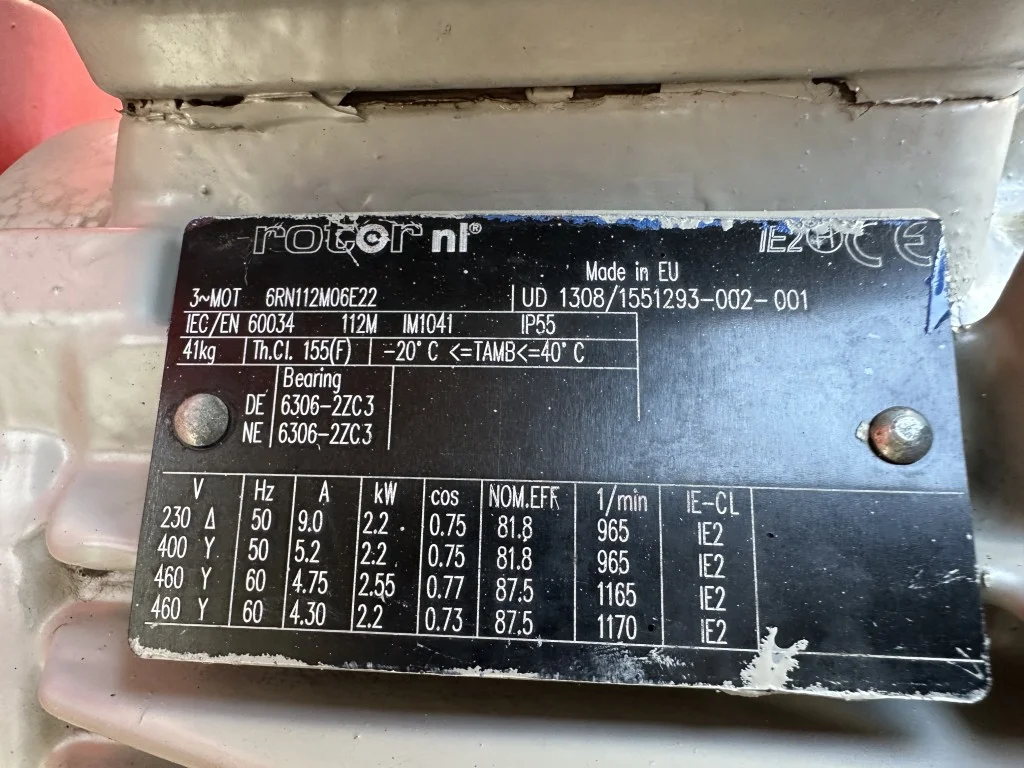 rotor nl® IE2 CE
Made in EU
3~MOT 6RN112M06E22 UD 1308/1551293-002-001
IEC/EN 60034 112M IM1041 IP55
41kg Th.Cl. 155(F) -20°C <=TAMB<=40°C
Bearing
DE 6306-2ZC3
NE 6306-2ZC3
V Hz A kW cos NOM.EFF 1/min IE-CL
230 Δ 50 9.0 2.2 0.75 81.8 965 IE2
400 Y 50 5.2 2.2 0.75 81.8 965 IE2
460 Y 60 4.75 2.55 0.77 87.5 1165 IE2
460 Y 60 4.30 2.2 0.73 87.5 1170 IE2